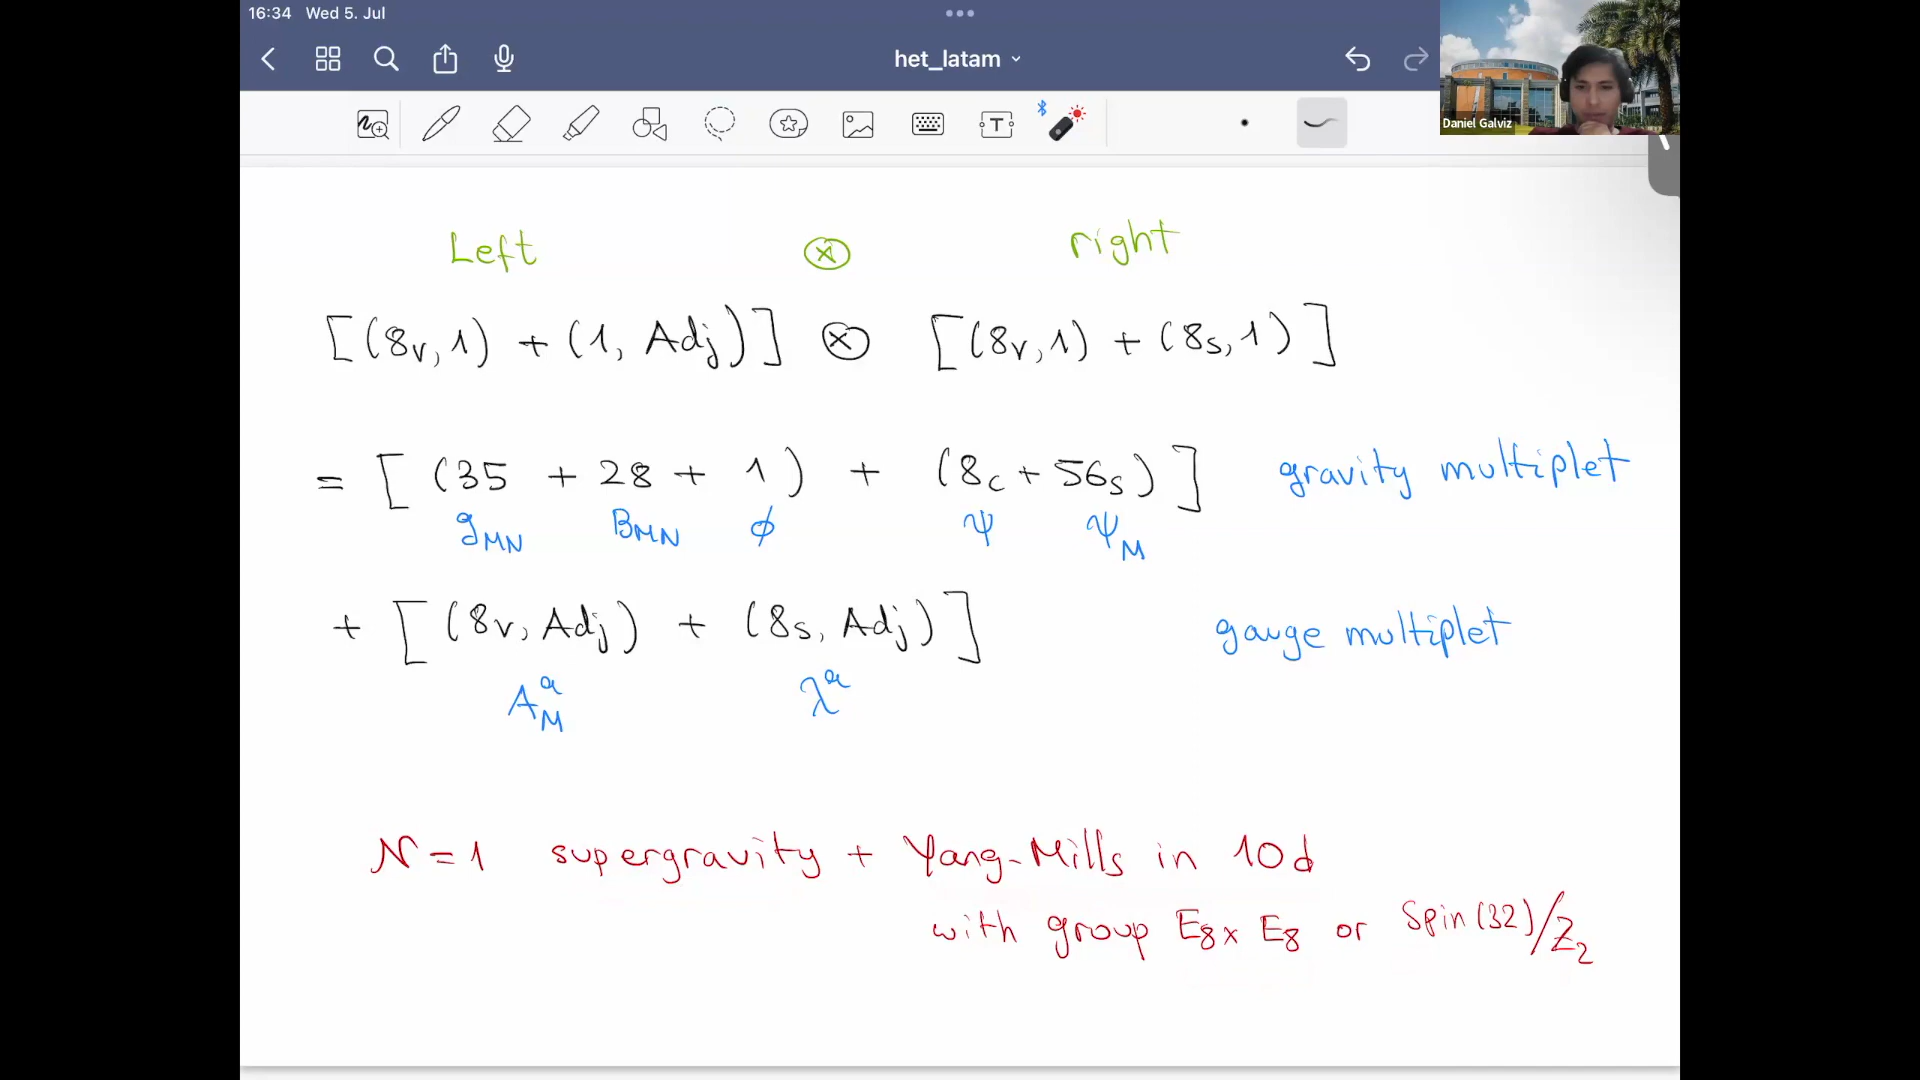 16:34 Wed 5. Jul
het_latam
T
Daniel Galviz
Left ⊗ right
[(8v,1) + (1, Adj)] ⊗ [(8v,1) + (8s,1)]
= [(35 + 28 + 1) + (8c + 56s)] gravity multiplet
gMN BMN ϕ ψ ψM
+ [(8v, Adj) + (8s, Adj)] gauge multiplet
A^a_M λ^a
N=1 supergravity + Yang-Mills in 10d
with group E8 x E8 or Spin(32)/Z2